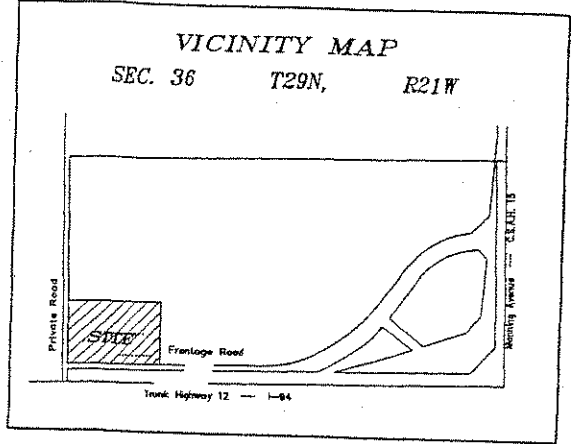 VICINITY MAP
SEC. 36 T29N, R21W
Private Road
SITE
Frontage Road
Manning Avenue — C.S.A.H. 15
Trunk Highway 12 — I-94